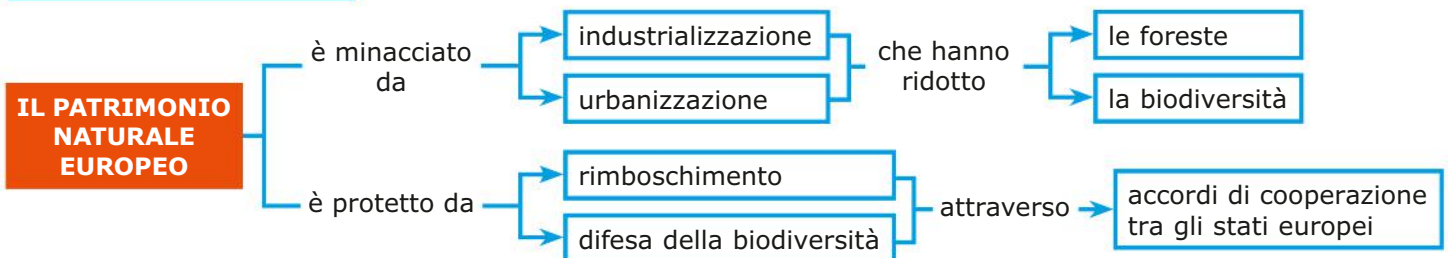 IL PATRIMONIO
NATURALE
EUROPEO
è minacciato
da
industrializzazione
urbanizzazione
che hanno
ridotto
le foreste
la biodiversità
è protetto da
rimboschimento
difesa della biodiversità
attraverso
accordi di cooperazione
tra gli stati europei